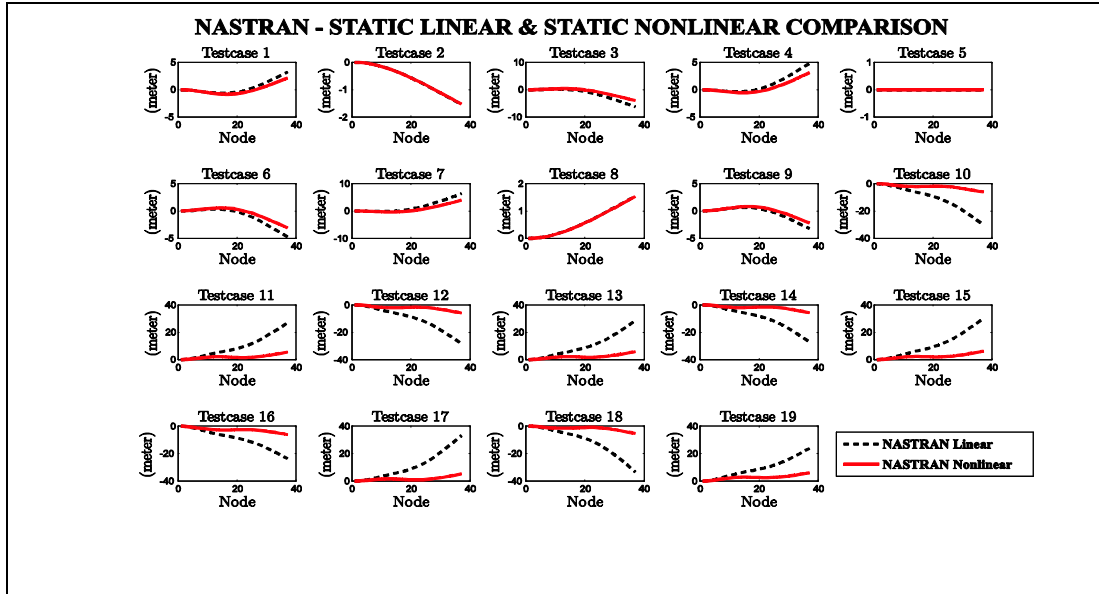 NASTRAN - STATIC LINEAR & STATIC NONLINEAR COMPARISON
Testcase 1
5
0
-5
0
20
40
(meter)
Node
Testcase 2
0
-1
-2
0
20
40
(meter)
Node
Testcase 3
10
0
-10
0
20
40
(meter)
Node
Testcase 4
5
0
-5
0
20
40
(meter)
Node
Testcase 5
1
0
-1
0
20
40
(meter)
Node
Testcase 6
5
0
-5
0
20
40
(meter)
Node
Testcase 7
10
0
-10
0
20
40
(meter)
Node
Testcase 8
2
1
0
0
20
40
(meter)
Node
Testcase 9
5
0
-5
0
20
40
(meter)
Node
Testcase 10
0
-20
-40
0
20
40
(meter)
Node
Testcase 11
40
20
0
0
20
40
(meter)
Node
Testcase 12
0
-20
-40
0
20
40
(meter)
Node
Testcase 13
40
20
0
0
20
40
(meter)
Node
Testcase 14
0
-20
-40
0
20
40
(meter)
Node
Testcase 15
40
20
0
0
20
40
(meter)
Node
Testcase 16
0
-20
-40
0
20
40
(meter)
Node
Testcase 17
40
20
0
0
20
40
(meter)
Node
Testcase 18
0
-20
-40
0
20
40
(meter)
Node
Testcase 19
40
20
0
0
20
40
(meter)
Node
NASTRAN Linear
NASTRAN Nonlinear